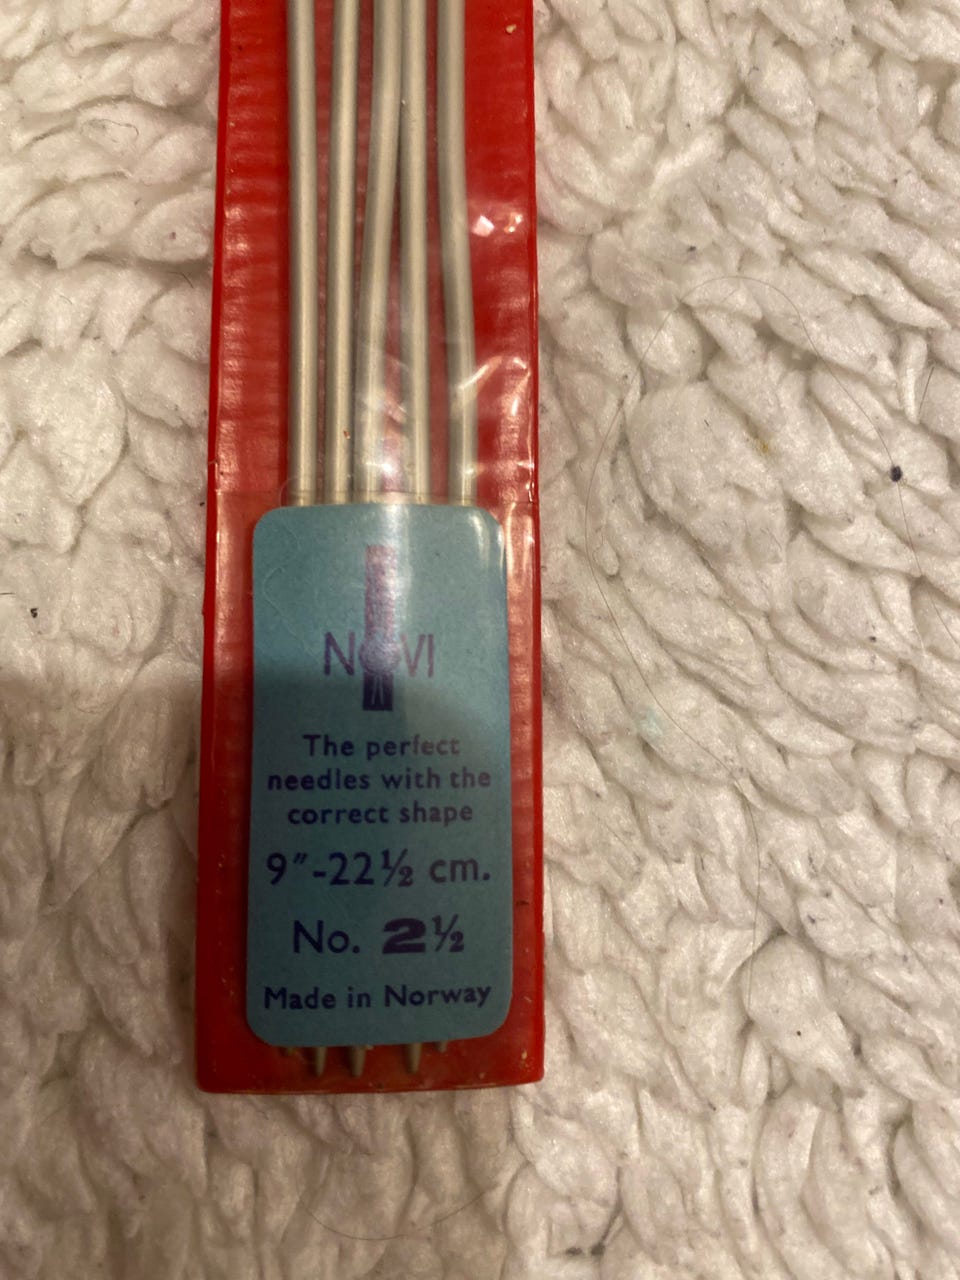 NOVI
The perfect
needles with the
correct shape
9"-22½ cm.
No. 2½
Made in Norway